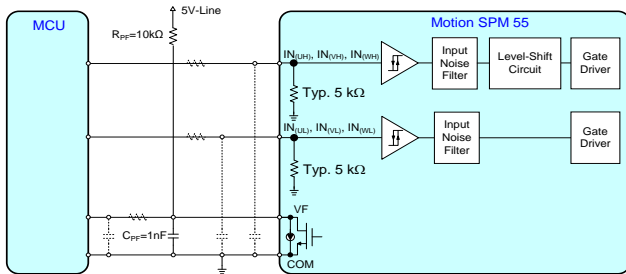 MCU
5V-Line
R_PF=10kΩ
Motion SPM 55
IN(UH), IN(VH), IN(WH)
Input
Noise
Filter
Level-Shift
Circuit
Gate
Driver
Typ. 5 kΩ
IN(UL), IN(VL), IN(WL)
Input
Noise
Filter
Gate
Driver
Typ. 5 kΩ
VF
C_PF=1nF
COM